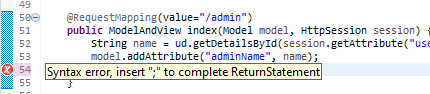 50 @RequestMapping(value="/admin")
51 public ModelAndView index(Model model, HttpSession session) {
52 String name = ud.getDetailsById(session.getAttribute("use
53 model.addAttribute("adminName", name);
54 Syntax error, insert ";" to complete ReturnStatement
55 }